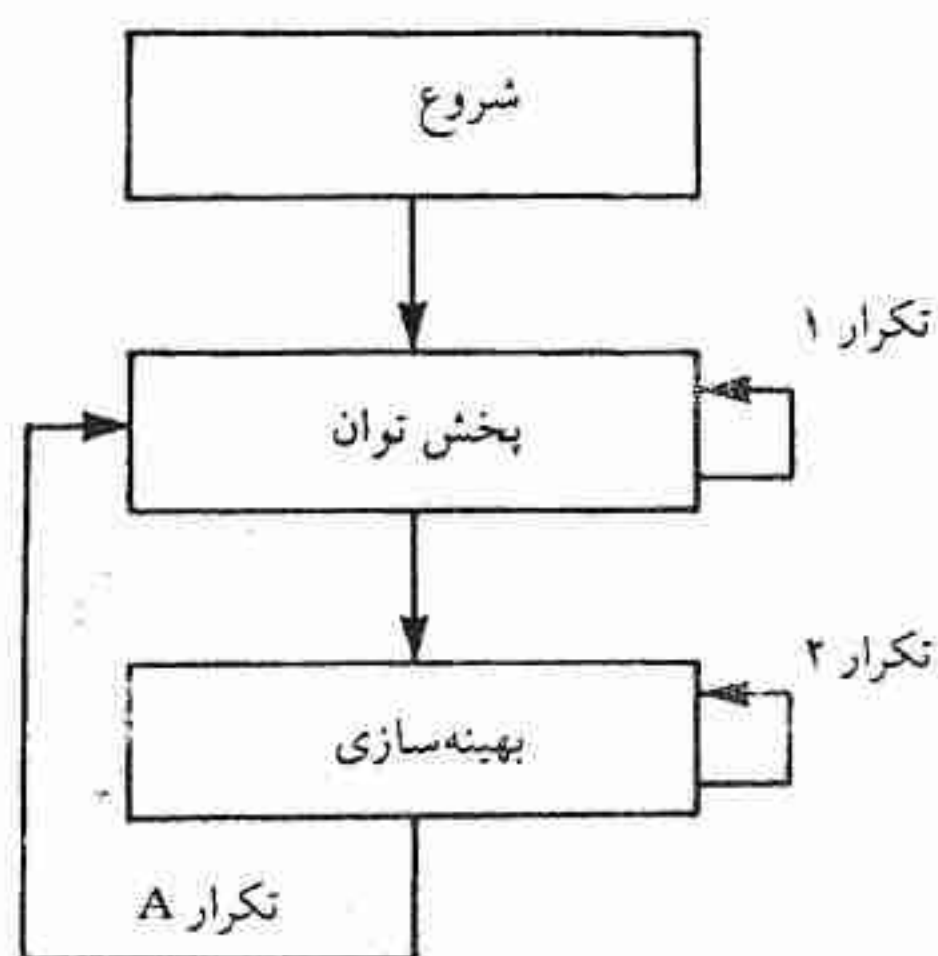 شروع
تکرار ۱
پخش توان
تکرار ۲
بهینه‌سازی
تکرار A